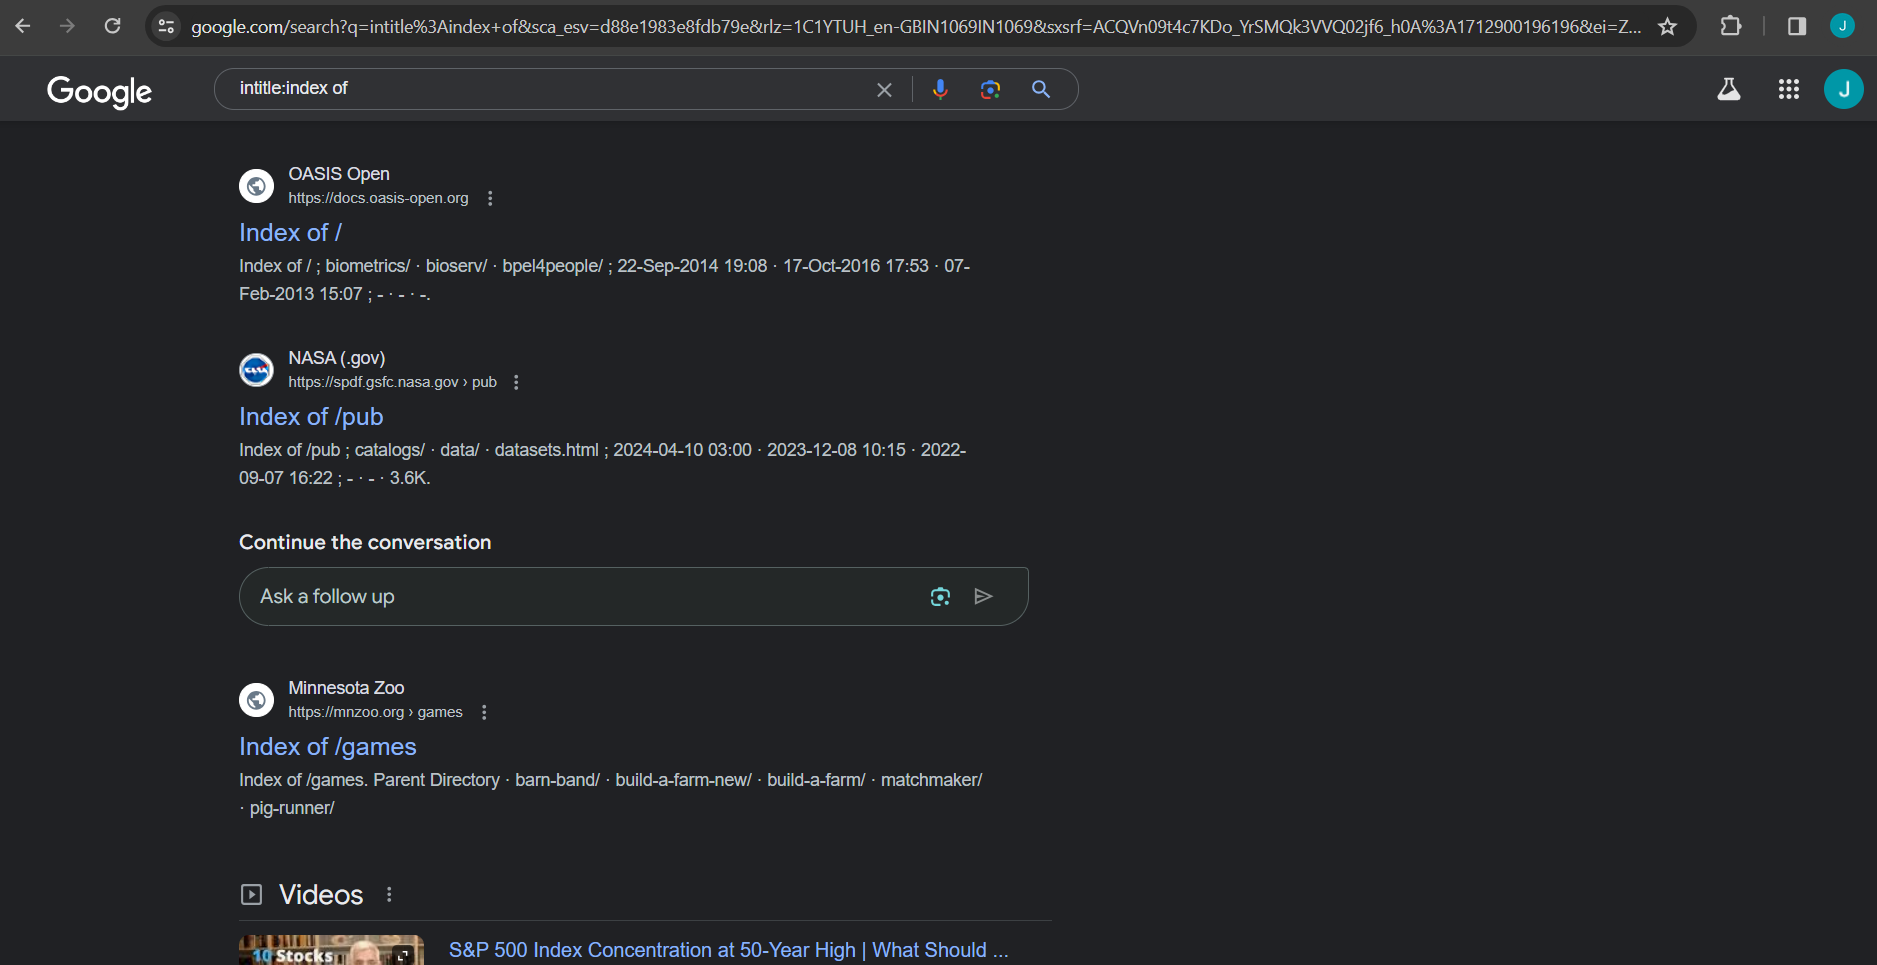 google.com/search?q=intitle%3Aindex+of&sca_esv=d88e1983e8fdb79e&rlz=1C1YTUH_en-GBIN1069IN1069&sxsrf=ACQVn09t4c7KDo_YrSMQk3VVQ02jf6_h0A%3A1712900196196&ei=Z...
J
Google
intitle:index of
J
OASIS Open
https://docs.oasis-open.org
Index of /
Index of / ; biometrics/ · bioserv/ · bpel4people/ ; 22-Sep-2014 19:08 · 17-Oct-2016 17:53 · 07-
Feb-2013 15:07 ; - · - · -.
NASA (.gov)
https://spdf.gsfc.nasa.gov › pub
NASA
Index of /pub
Index of /pub ; catalogs/ · data/ · datasets.html ; 2024-04-10 03:00 · 2023-12-08 10:15 · 2022-
09-07 16:22 ; - · - · 3.6K.
Continue the conversation
Ask a follow up
Minnesota Zoo
https://mnzoo.org › games
Index of /games
Index of /games. Parent Directory · barn-band/ · build-a-farm-new/ · build-a-farm/ · matchmaker/
· pig-runner/
Videos
10 Stocks
S&P 500 Index Concentration at 50-Year High | What Should ...